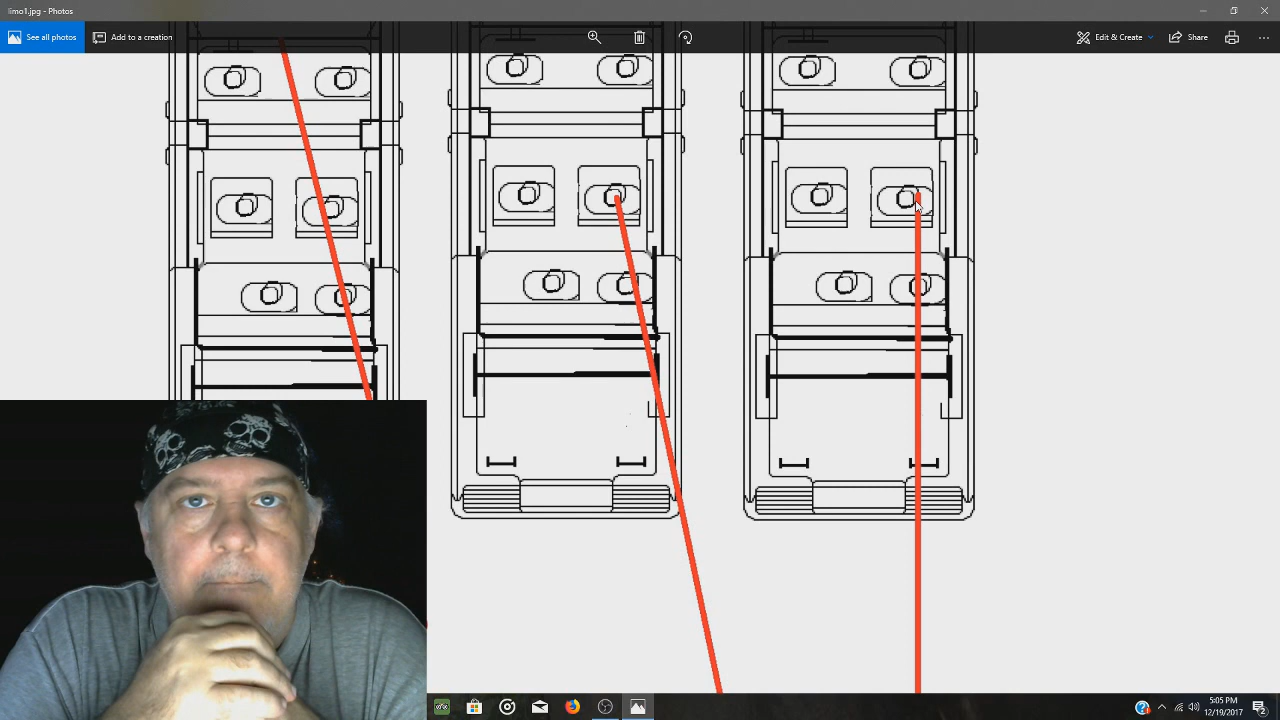 limo1.jpg - Photos
See all photos
Add to a creation
Edit & Create
Share
5:05 PM
12/19/2017